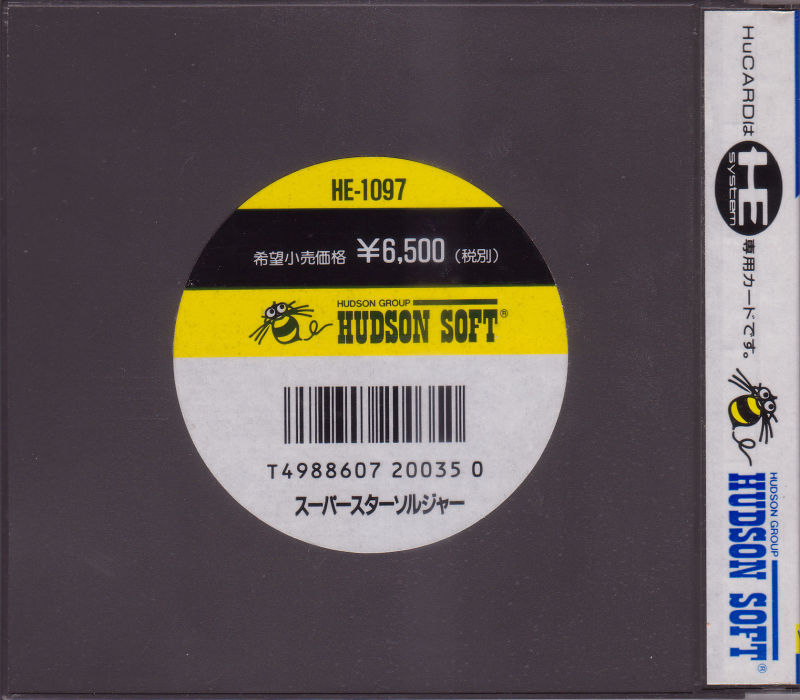 HE-1097
希望小売価格 ¥6,500 (税別)
HUDSON GROUP
HUDSON SOFT®
T4988607 20035 0
スーパースターソルジャー
HuCARDは
HE
system
専用カードです。
HUDSON GROUP
HUDSON SOFT®